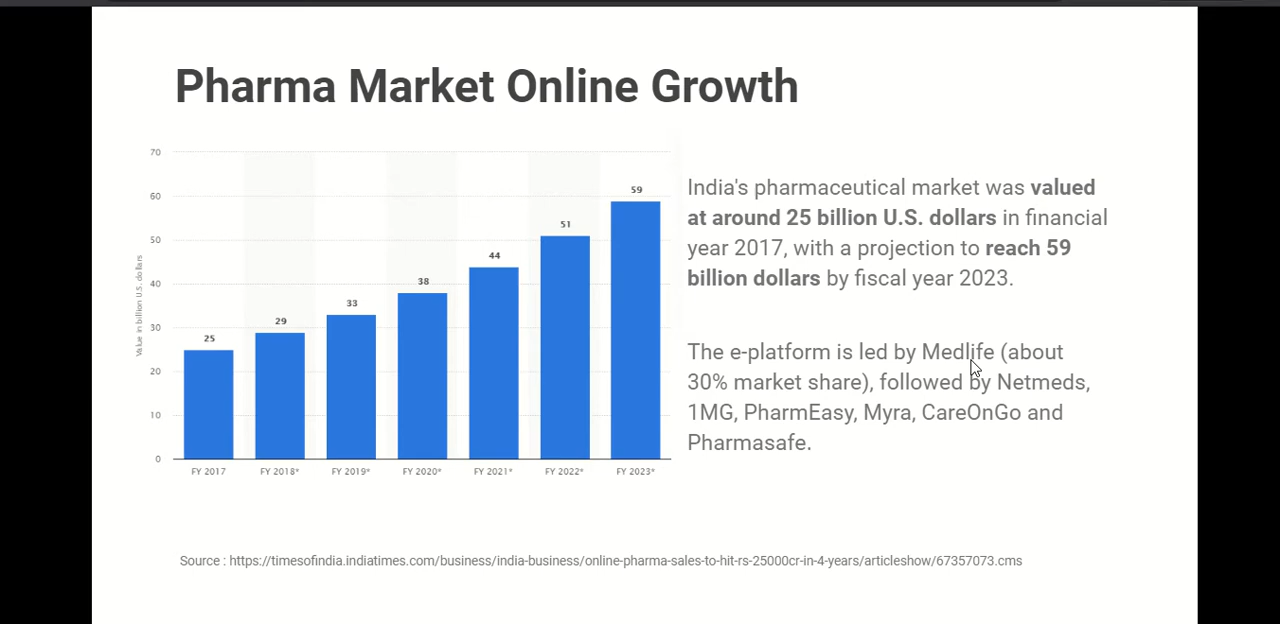 Pharma Market Online Growth
70
60
50
40
30
20
10
0
Value in billion U.S. dollars
25
29
33
38
44
51
59
FY 2017
FY 2018*
FY 2019*
FY 2020*
FY 2021*
FY 2022*
FY 2023*
India's pharmaceutical market was valued
at around 25 billion U.S. dollars in financial
year 2017, with a projection to reach 59
billion dollars by fiscal year 2023.
The e-platform is led by Medlife (about
30% market share), followed by Netmeds,
1MG, PharmEasy, Myra, CareOnGo and
Pharmasafe.
Source : https://timesofindia.indiatimes.com/business/india-business/online-pharma-sales-to-hit-rs-25000cr-in-4-years/articleshow/67357073.cms